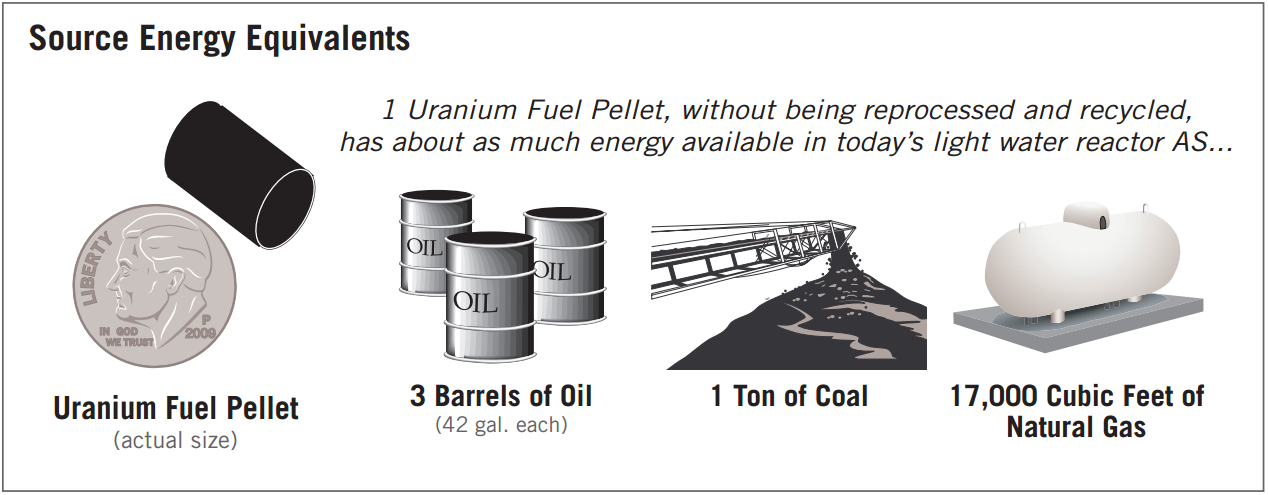 Source Energy Equivalents
1 Uranium Fuel Pellet, without being reprocessed and recycled,
has about as much energy available in today’s light water reactor AS...
LIBERTY
IN GOD
WE TRUST
P
2009
OIL
OIL
OIL
Uranium Fuel Pellet
(actual size)
3 Barrels of Oil
(42 gal. each)
1 Ton of Coal
17,000 Cubic Feet of
Natural Gas